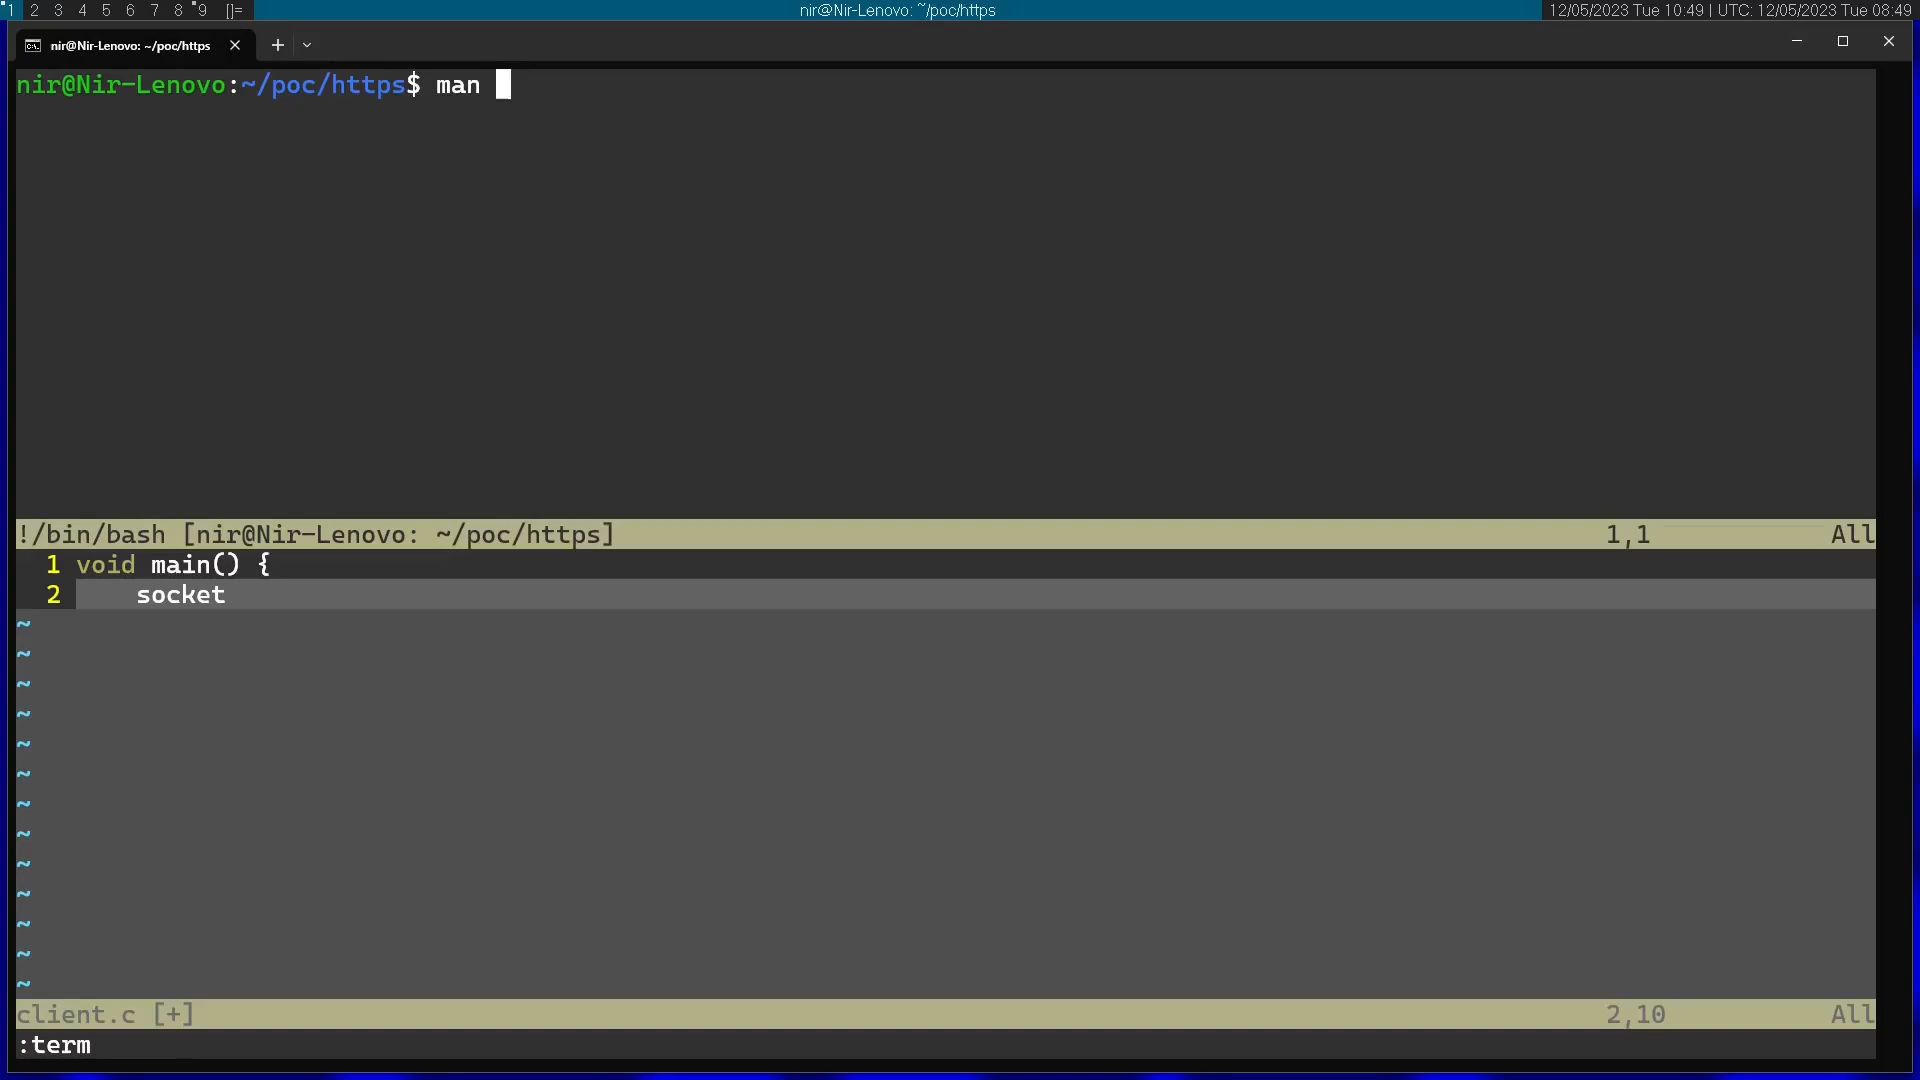 1 2 3 4 5 6 7 8 9 []= nir@Nir-Lenovo: ~/poc/https 12/05/2023 Tue 10:49 | UTC: 12/05/2023 Tue 08:49
nir@Nir-Lenovo: ~/poc/https
nir@Nir-Lenovo:~/poc/https$ man
!/bin/bash [nir@Nir-Lenovo: ~/poc/https] 1,1 All
1 void main() {
2     socket
~
~
~
~
~
~
~
~
~
~
~
~
~
client.c [+] 2,10 All
:term